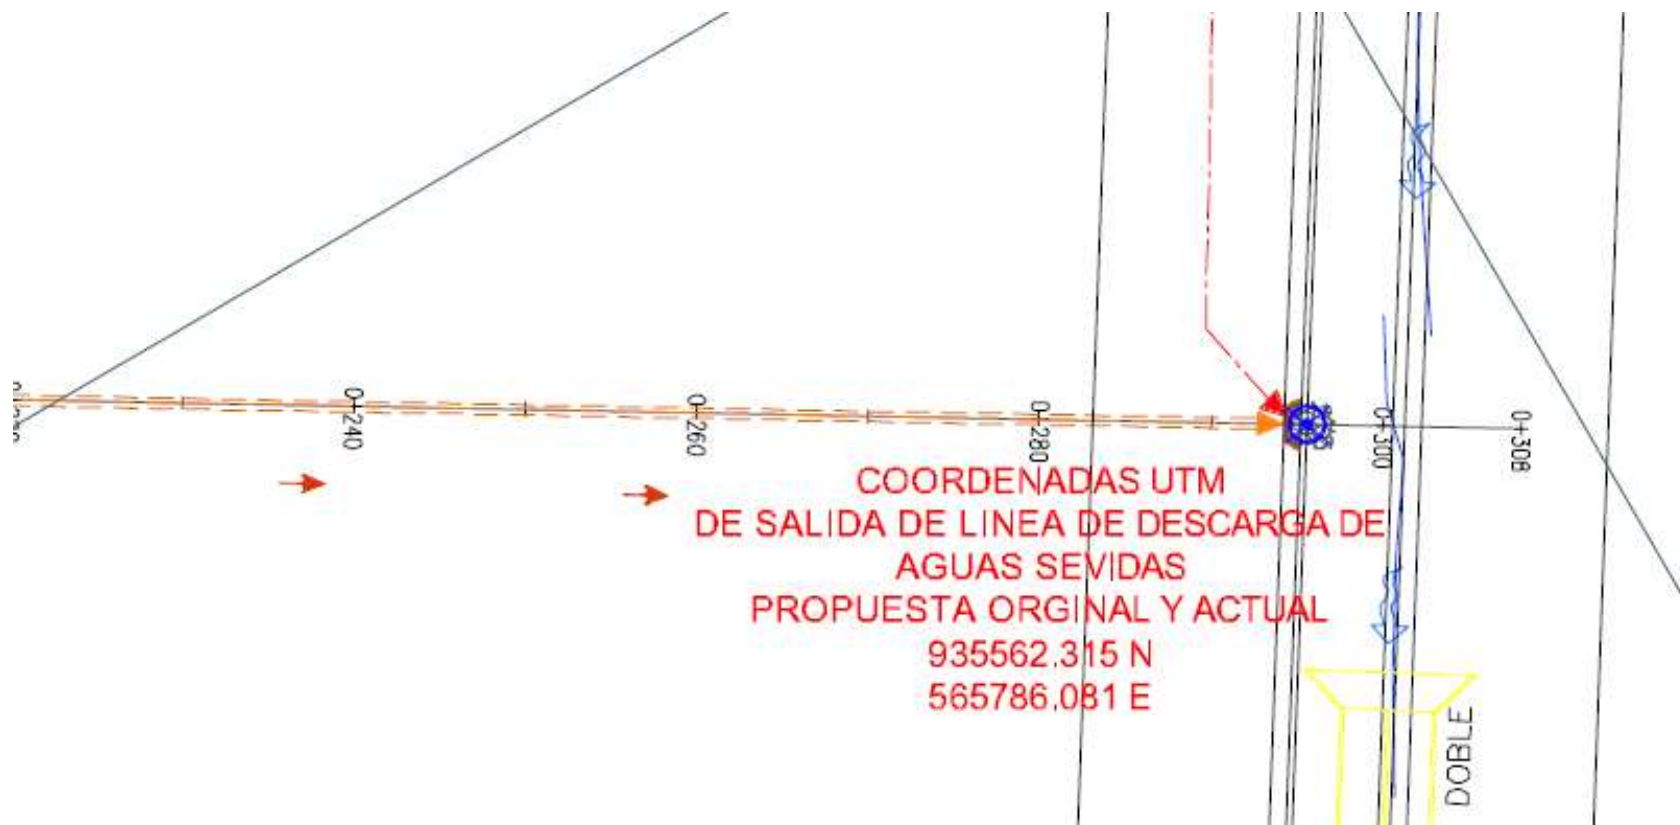 0+240
0+260
0+280
0+300
0+308
COORDENADAS UTM
DE SALIDA DE LINEA DE DESCARGA DE
AGUAS SEVIDAS
PROPUESTA ORGINAL Y ACTUAL
935562.315 N
565786.081 E
DOBLE